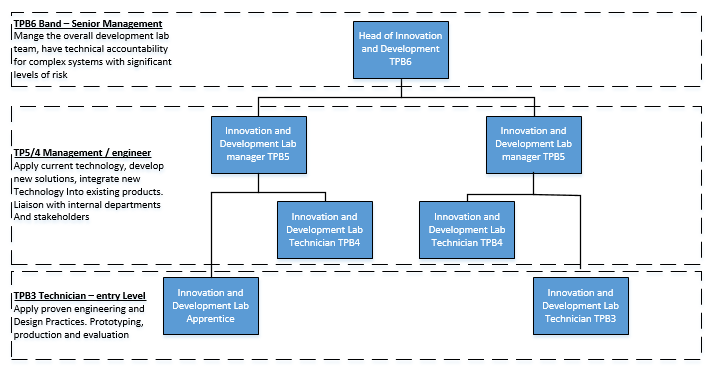 TPB6 Band – Senior Management
Mange the overall development lab
team, have technical accountability
for complex systems with significant
levels of risk
Head of Innovation
and Development
TPB6
TP5/4 Management / engineer
Apply current technology, develop
new solutions, integrate new
Technology Into existing products.
Liaison with internal departments
And stakeholders
Innovation and
Development Lab
manager TPB5
Innovation and
Development Lab
manager TPB5
Innovation and
Development Lab
Technician TPB4
Innovation and
Development Lab
Technician TPB4
TPB3 Technician – entry Level
Apply proven engineering and
Design Practices. Prototyping,
production and evaluation
Innovation and
Development Lab
Apprentice
Innovation and
Development Lab
Technician TPB3